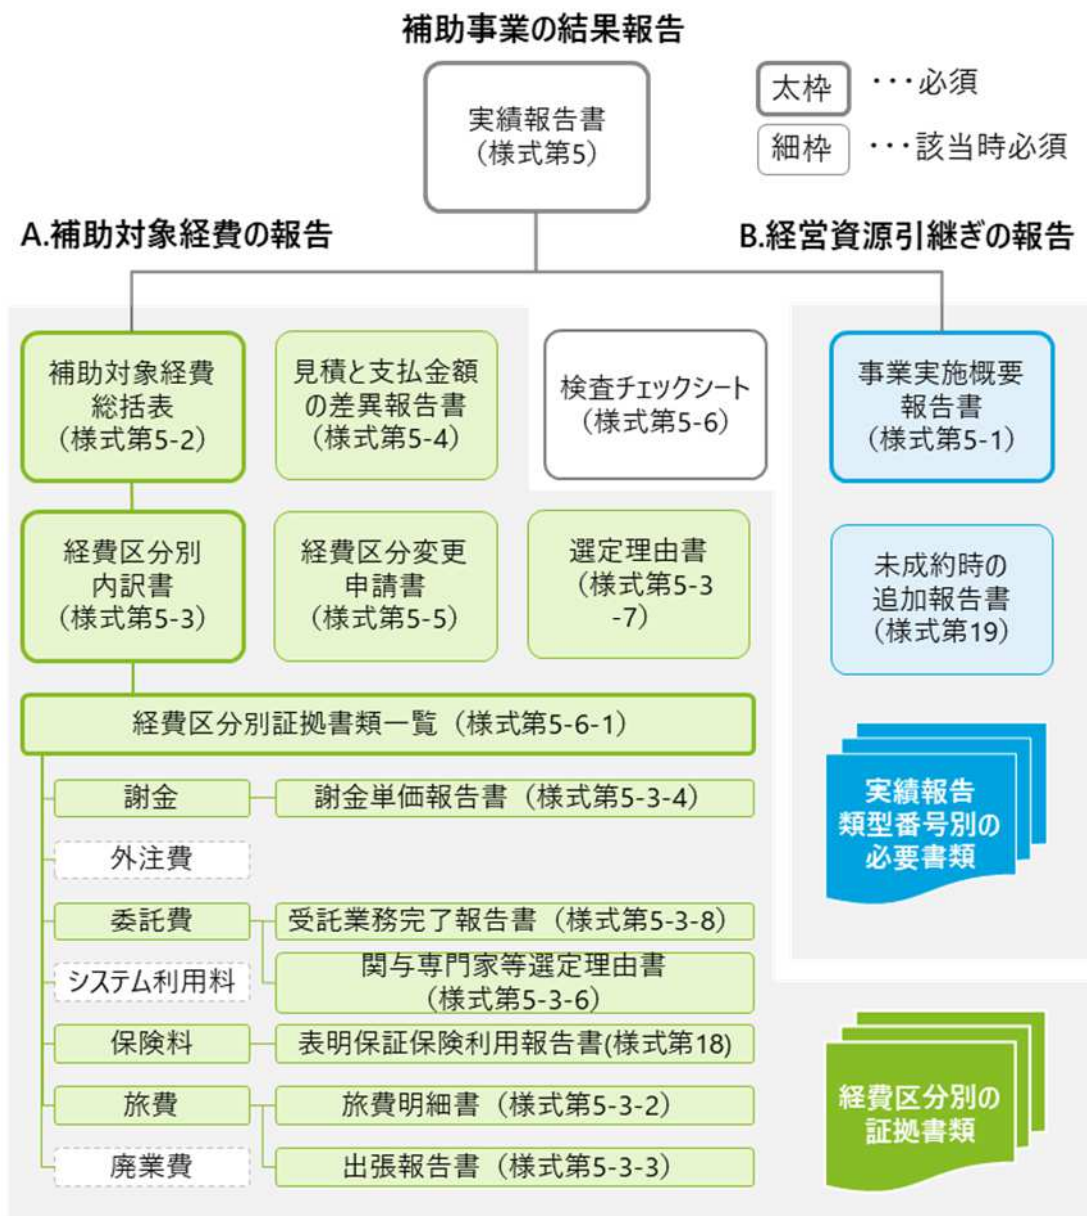 補助事業の結果報告
実績報告書
(様式第5)
太枠 ・・・必須
細枠 ・・・該当時必須
A.補助対象経費の報告
B.経営資源引継ぎの報告
補助対象経費
総括表
(様式第5-2)
見積と支払金額
の差異報告書
(様式第5-4)
検査チェックシート
(様式第5-6)
事業実施概要
報告書
(様式第5-1)
経費区分別
内訳書
(様式第5-3)
経費区分変更
申請書
(様式第5-5)
選定理由書
(様式第5-3
-7)
未成約時の
追加報告書
(様式第19)
経費区分別証拠書類一覧(様式第5-6-1)
実績報告
類型番号別の
必要書類
謝金
謝金単価報告書(様式第5-3-4)
外注費
委託費
受託業務完了報告書(様式第5-3-8)
システム利用料
関与専門家等選定理由書
(様式第5-3-6)
保険料
表明保証保険利用報告書(様式第18)
旅費
旅費明細書(様式第5-3-2)
廃業費
出張報告書(様式第5-3-3)
経費区分別の
証拠書類